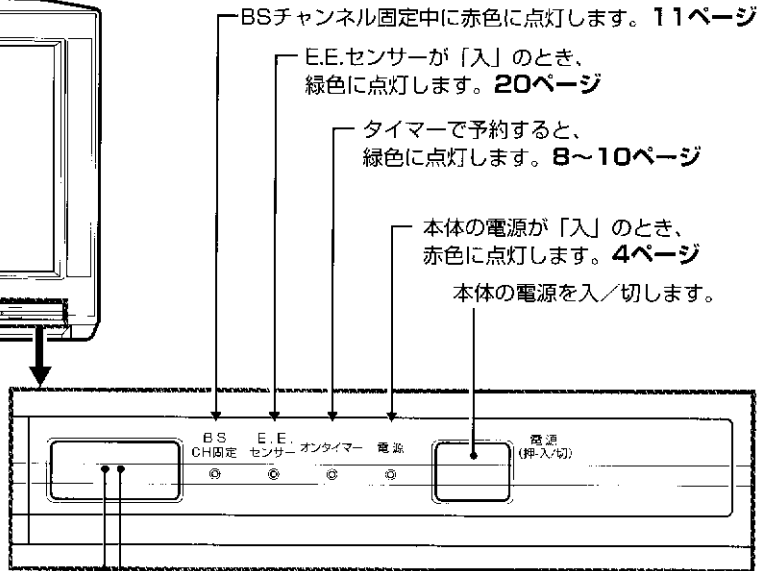 BSチャンネル固定中に赤色に点灯します。11ページ
E.E.センサーが「入」のとき、
緑色に点灯します。20ページ
タイマーで予約すると、
緑色に点灯します。8〜10ページ
本体の電源が「入」のとき、
赤色に点灯します。4ページ
本体の電源を入／切します。
BS
CH固定
E.E.
センサー
オンタイマー
電源
電源
(押-入/切)